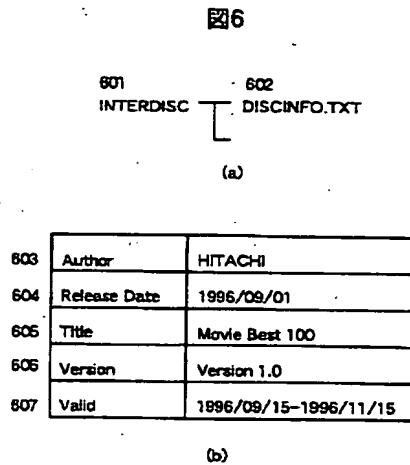 図6
601 602
INTERDISC DISCINFO.TXT
(a)
603 Author HITACHI
604 Release Date 1996/09/01
605 Title Movie Best 100
606 Version Version 1.0
607 Valid 1996/09/15-1996/11/15
(b)